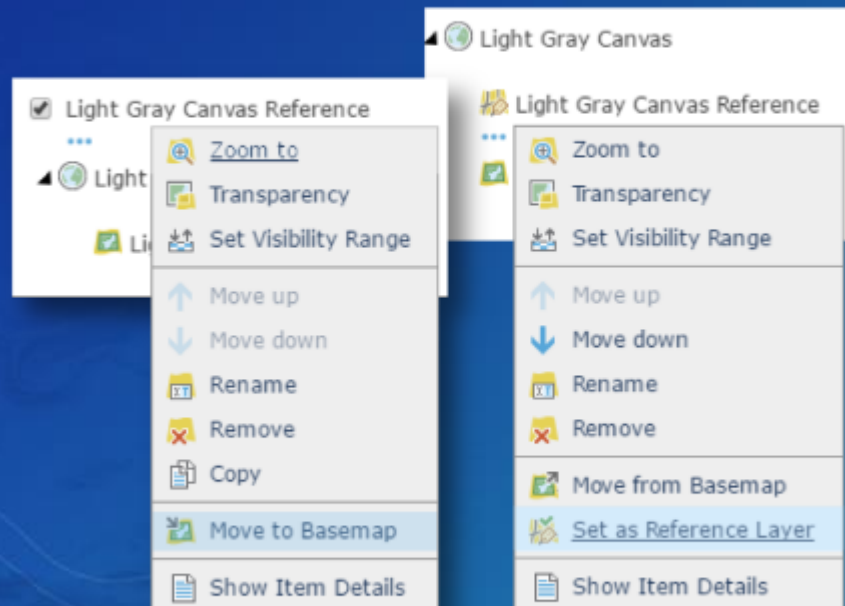 Light Gray Canvas Reference
Light
Zoom to
Transparency
Set Visibility Range
Move up
Move down
Rename
Remove
Copy
Move to Basemap
Show Item Details
Light Gray Canvas
Light Gray Canvas Reference
Zoom to
Transparency
Set Visibility Range
Move up
Move down
Rename
Remove
Move from Basemap
Set as Reference Layer
Show Item Details